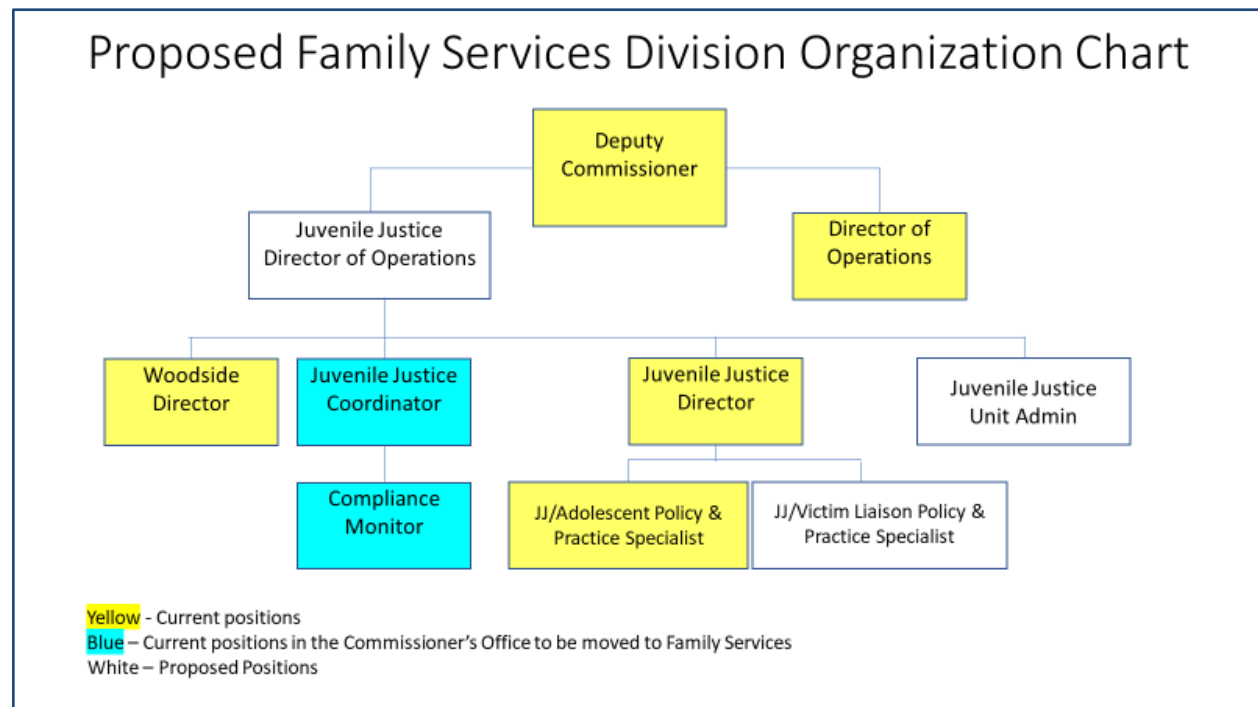 Proposed Family Services Division Organization Chart
Deputy
Commissioner
Juvenile Justice
Director of Operations
Director of
Operations
Woodside
Director
Juvenile Justice
Coordinator
Juvenile Justice
Director
Juvenile Justice
Unit Admin
Compliance
Monitor
JJ/Adolescent Policy &
Practice Specialist
JJ/Victim Liaison Policy &
Practice Specialist
Yellow - Current positions
Blue – Current positions in the Commissioner's Office to be moved to Family Services
White – Proposed Positions